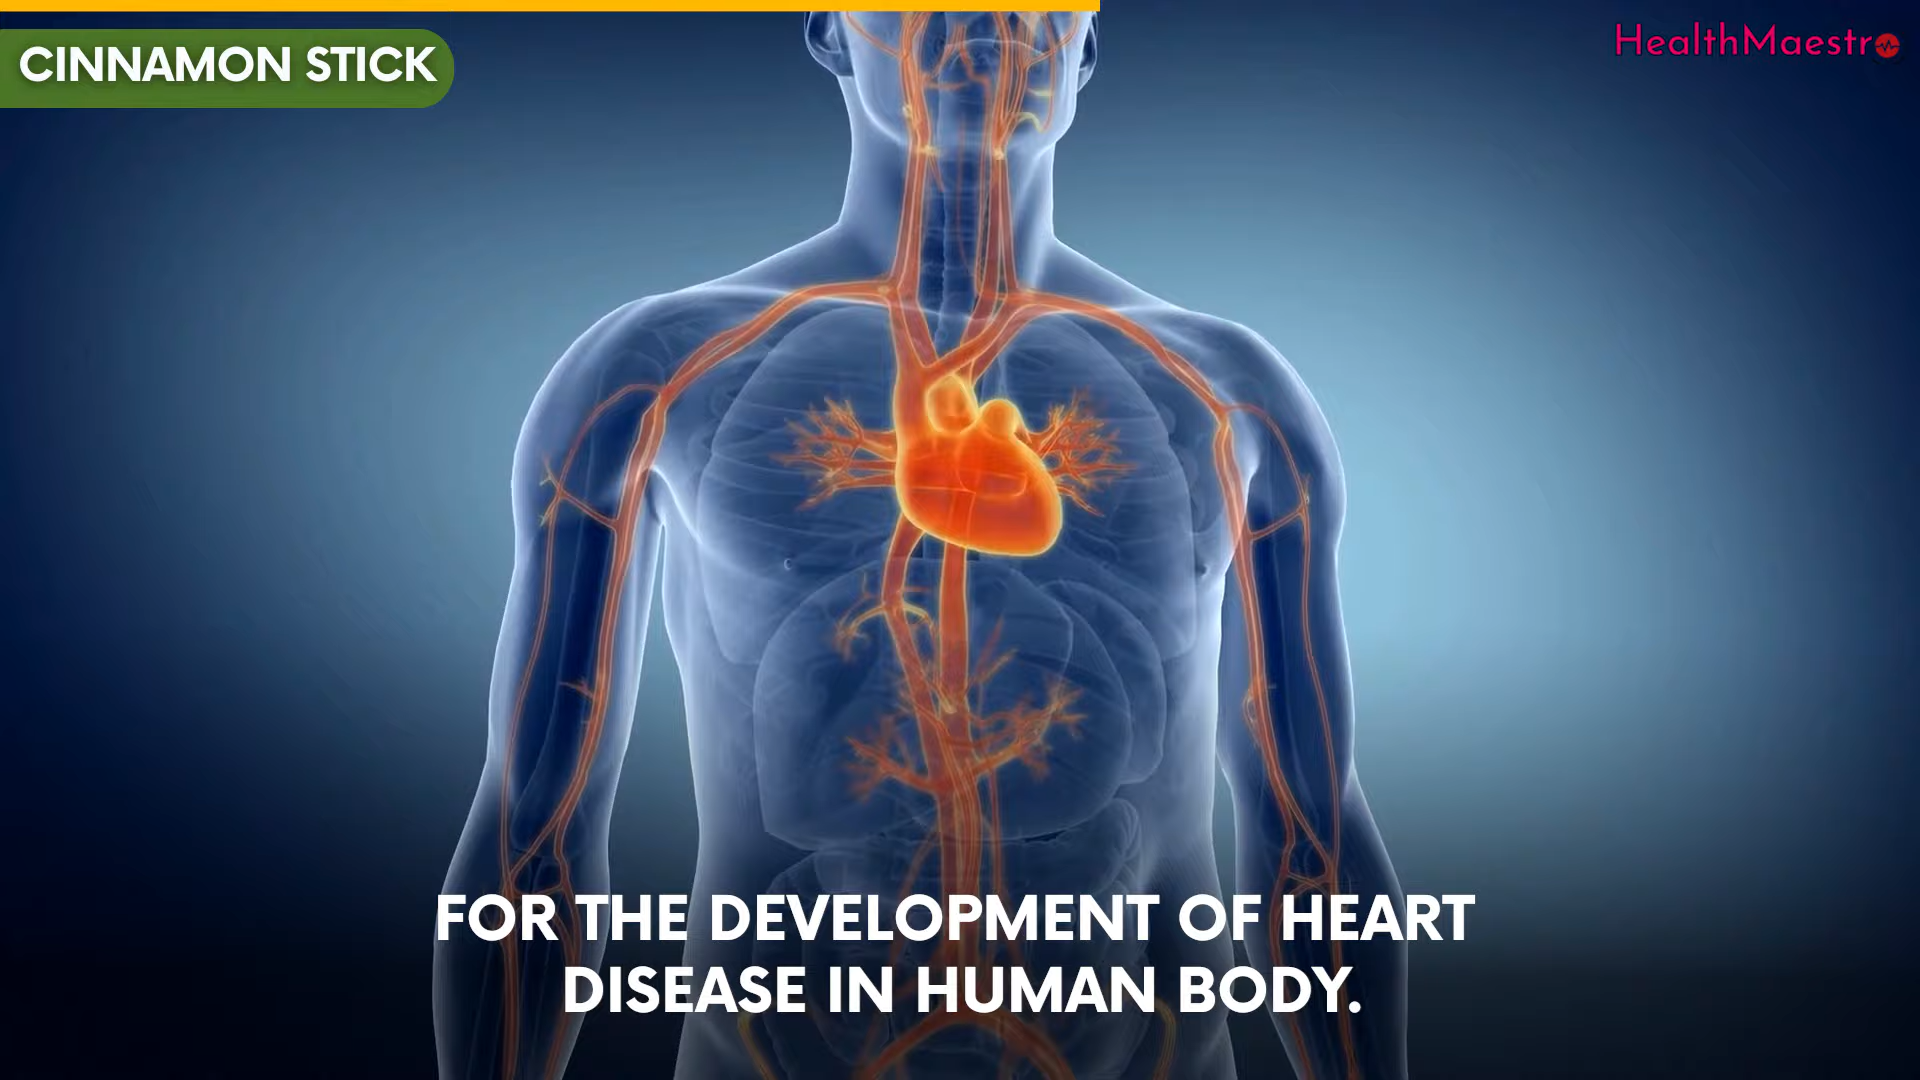 CINNAMON STICK
HealthMaestro
FOR THE DEVELOPMENT OF HEART
DISEASE IN HUMAN BODY.